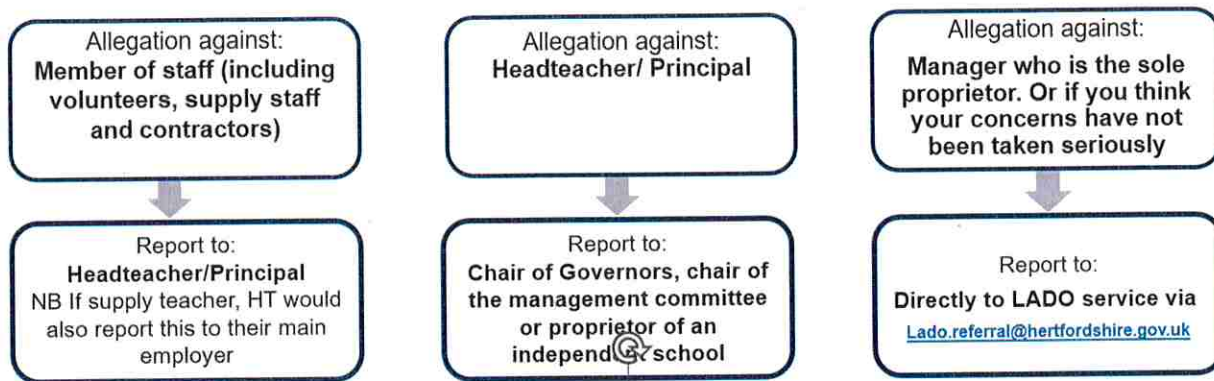 Allegation against:
Member of staff (including
volunteers, supply staff
and contractors)
Report to:
Headteacher/Principal
NB If supply teacher, HT would
also report this to their main
employer
Allegation against:
Headteacher/ Principal
Report to:
Chair of Governors, chair of
the management committee
or proprietor of an
school
Allegation against:
Manager who is the sole
proprietor. Or if you think
your concerns have not
been taken seriously
Report to:
Directly to LADO service via
Lado.referral@hertfordshire.gov.uk